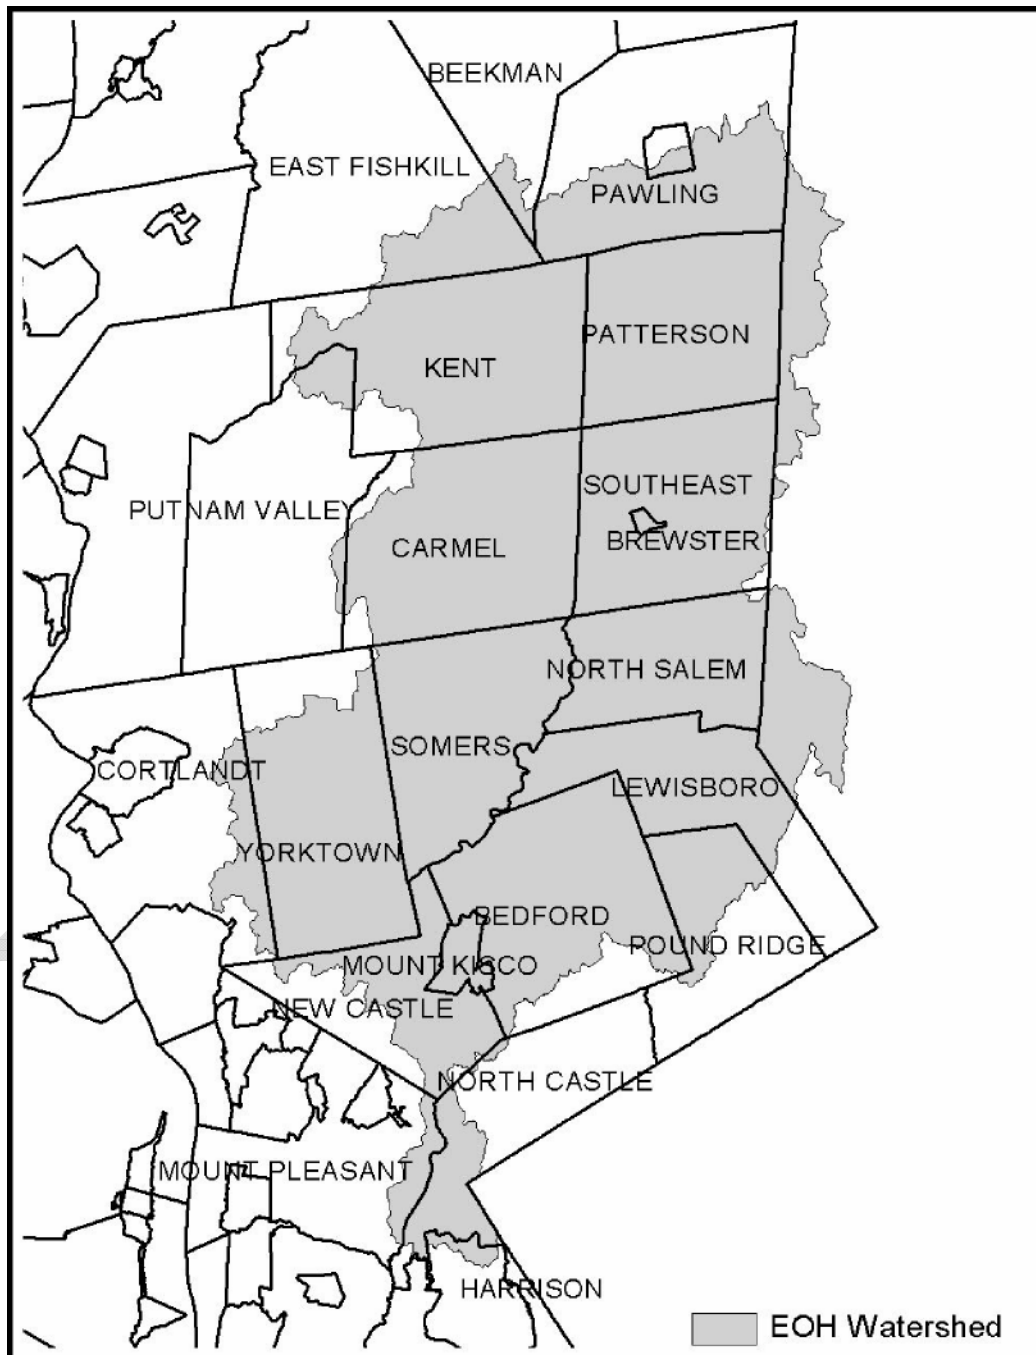 BEEKMAN
EAST FISHKILL
PAWLING
PATTERSON
KENT
SOUTHEAST
PUTNAM VALLEY
BREWSTER
CARMEL
NORTH SALEM
SOMERS
CORTLANDT
LEWISBORO
YORKTOWN
BEDFORD
POUND RIDGE
MOUNT KISCO
NEW CASTLE
NORTH CASTLE
MOUNT PLEASANT
HARRISON
EOH Watershed